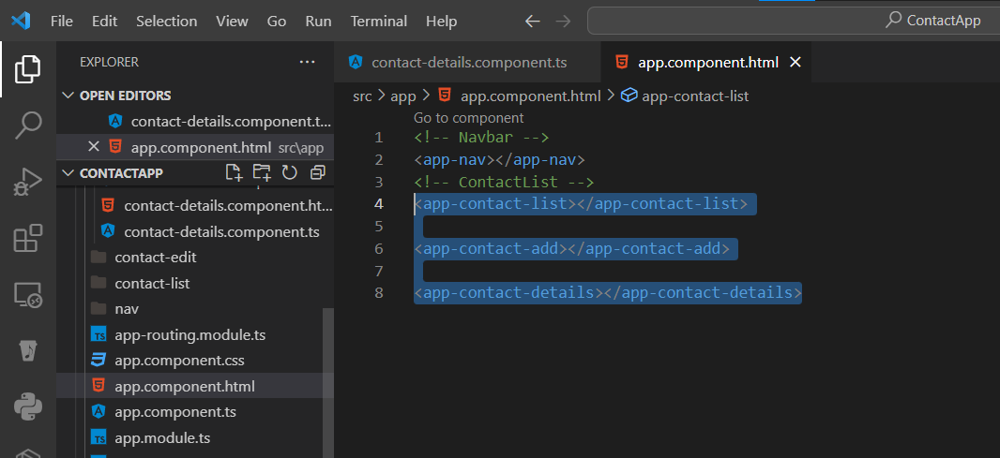 File Edit Selection View Go Run Terminal Help ContactApp
EXPLORER
OPEN EDITORS
contact-details.component.t...
app.component.html src\app
CONTACTAPP
contact-details.component.ht...
contact-details.component.ts
contact-edit
contact-list
nav
TS app-routing.module.ts
app.component.css
app.component.html
app.component.ts
TS app.module.ts
contact-details.component.ts app.component.html
src > app > app.component.html > app-contact-list
Go to component
1 <!-- Navbar -->
2 <app-nav></app-nav>
3 <!-- ContactList -->
4 <app-contact-list></app-contact-list>
5
6 <app-contact-add></app-contact-add>
7
8 <app-contact-details></app-contact-details>